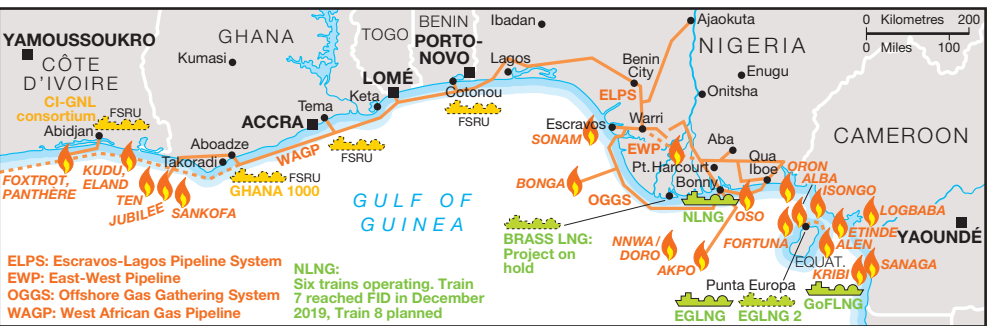 YAMOUSSOUKRO
CÔTE
D'IVOIRE
CI-GNL
consortium
FSRU
Abidjan
FOXTROT,
PANTHÈRE
KUDU,
ELAND
TEN
JUBILEE
SANKOFA
GHANA
Kumasi
ACCRA
Tema
Aboadze
Takoradi
FSRU
GHANA 1000
WAGP
FSRU
Keta
LOMÉ
TOGO
BENIN
PORTO-
NOVO
Cotonou
FSRU
Ibadan
Lagos
GULF OF
GUINEA
Ajaokuta
NIGERIA
0 Kilometres 200
0 Miles 100
Benin
City
ELPS
Enugu
Onitsha
Escravos
Warri
SONAM
EWP
Aba
Pt. Harcourt
Bonny
Qua
Iboe
BONGA
OGGS
NLNG
OSO
BRASS LNG:
Project on
hold
NNWA/
DORO
AKPO
CAMEROON
ORON
ALBA
ISONGO
LOGBABA
ETINDE
ALEN
FORTUNA
YAOUNDÉ
EQUAT.
KRIBI
SANAGA
Punta Europa
EGLNG
EGLNG 2
GoFLNG
ELPS: Escravos-Lagos Pipeline System
EWP: East-West Pipeline
OGGS: Offshore Gas Gathering System
WAGP: West African Gas Pipeline
NLNG:
Six trains operating. Train
7 reached FID in December
2019, Train 8 planned